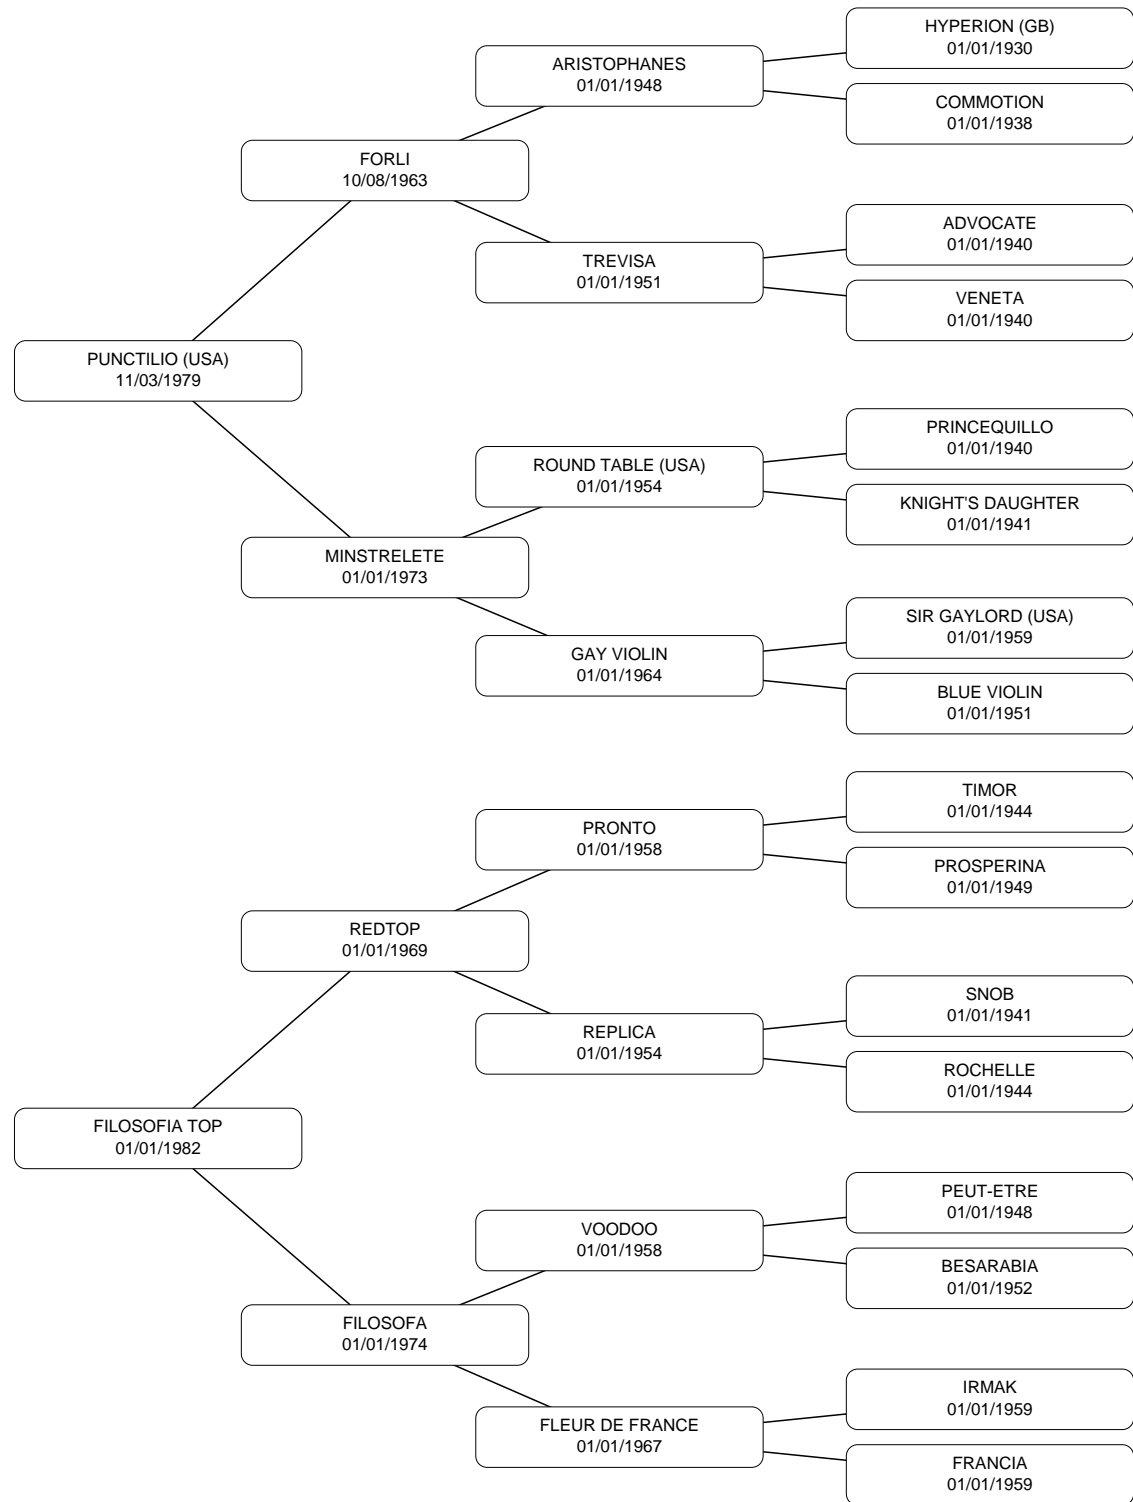 HYPERION (GB)
01/01/1930
ARISTOPHANES
01/01/1948
COMMOTION
01/01/1938
FORLI
10/08/1963
ADVOCATE
01/01/1940
TREVISA
01/01/1951
VENETA
01/01/1940
PUNCTILIO (USA)
11/03/1979
PRINCEQUILLO
01/01/1940
ROUND TABLE (USA)
01/01/1954
KNIGHT'S DAUGHTER
01/01/1941
MINSTRELETE
01/01/1973
SIR GAYLORD (USA)
01/01/1959
GAY VIOLIN
01/01/1964
BLUE VIOLIN
01/01/1951
TIMOR
01/01/1944
PRONTO
01/01/1958
PROSPERINA
01/01/1949
REDTOP
01/01/1969
SNOB
01/01/1941
REPLICA
01/01/1954
ROCHELLE
01/01/1944
FILOSOFIA TOP
01/01/1982
PEUT-ETRE
01/01/1948
VOODOO
01/01/1958
BESARABIA
01/01/1952
FILOSOFA
01/01/1974
IRMAK
01/01/1959
FLEUR DE FRANCE
01/01/1967
FRANCIA
01/01/1959